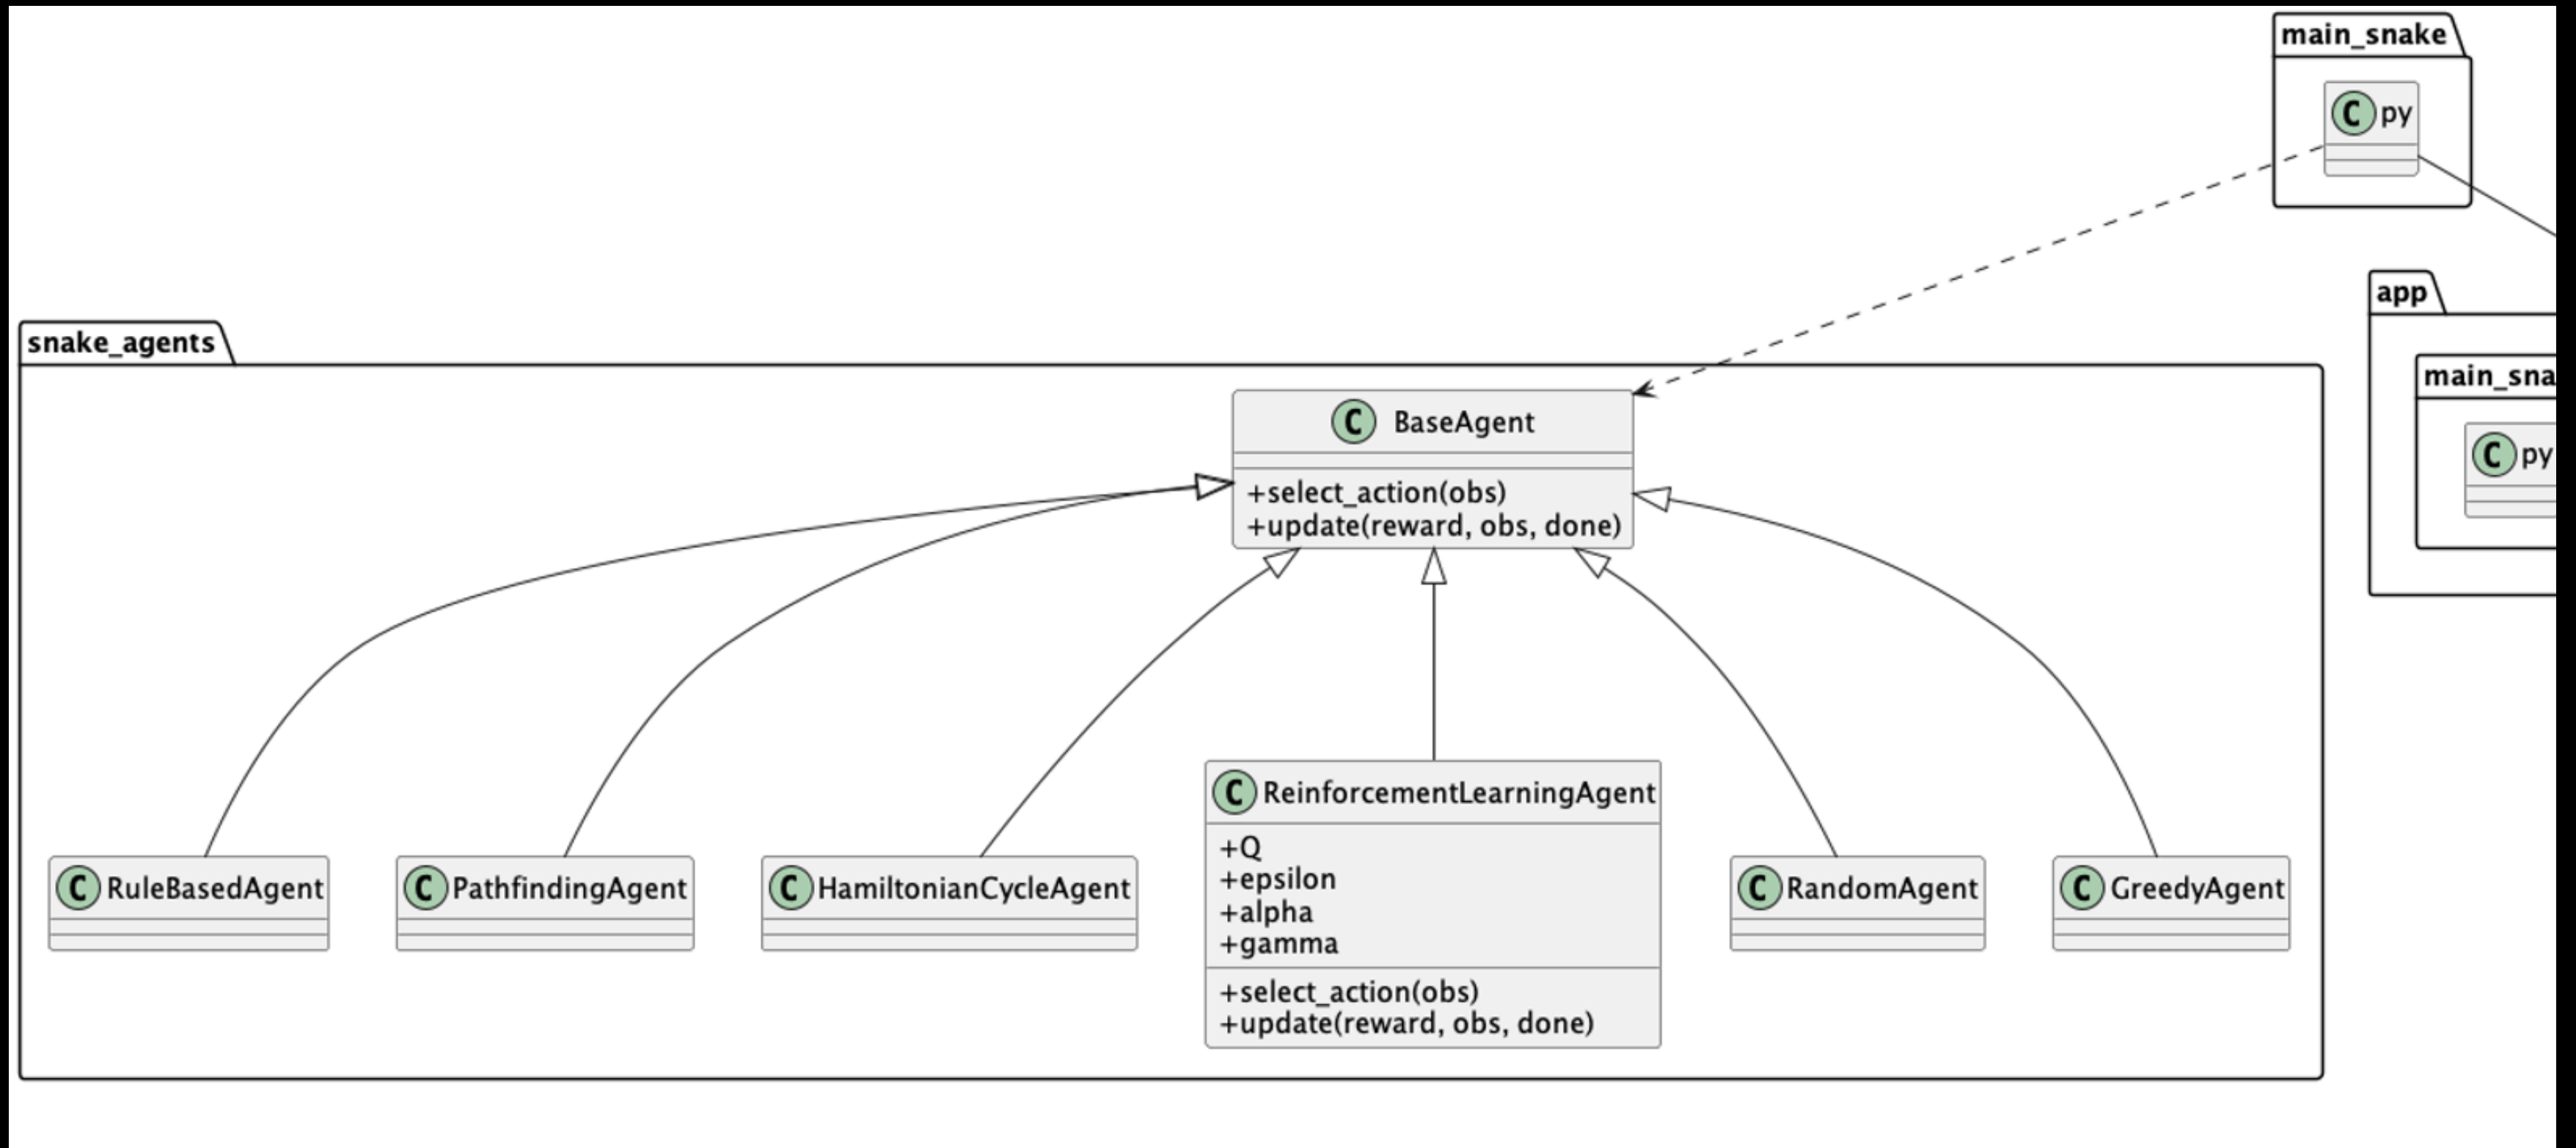 main_snake
C py
app
snake_agents
main_sna
C BaseAgent
C py
+select_action(obs)
+update(reward, obs, done)
C ReinforcementLearningAgent
+Q
+epsilon
+alpha
+gamma
+select_action(obs)
+update(reward, obs, done)
C RuleBasedAgent
C PathfindingAgent
C HamiltonianCycleAgent
C RandomAgent
C GreedyAgent